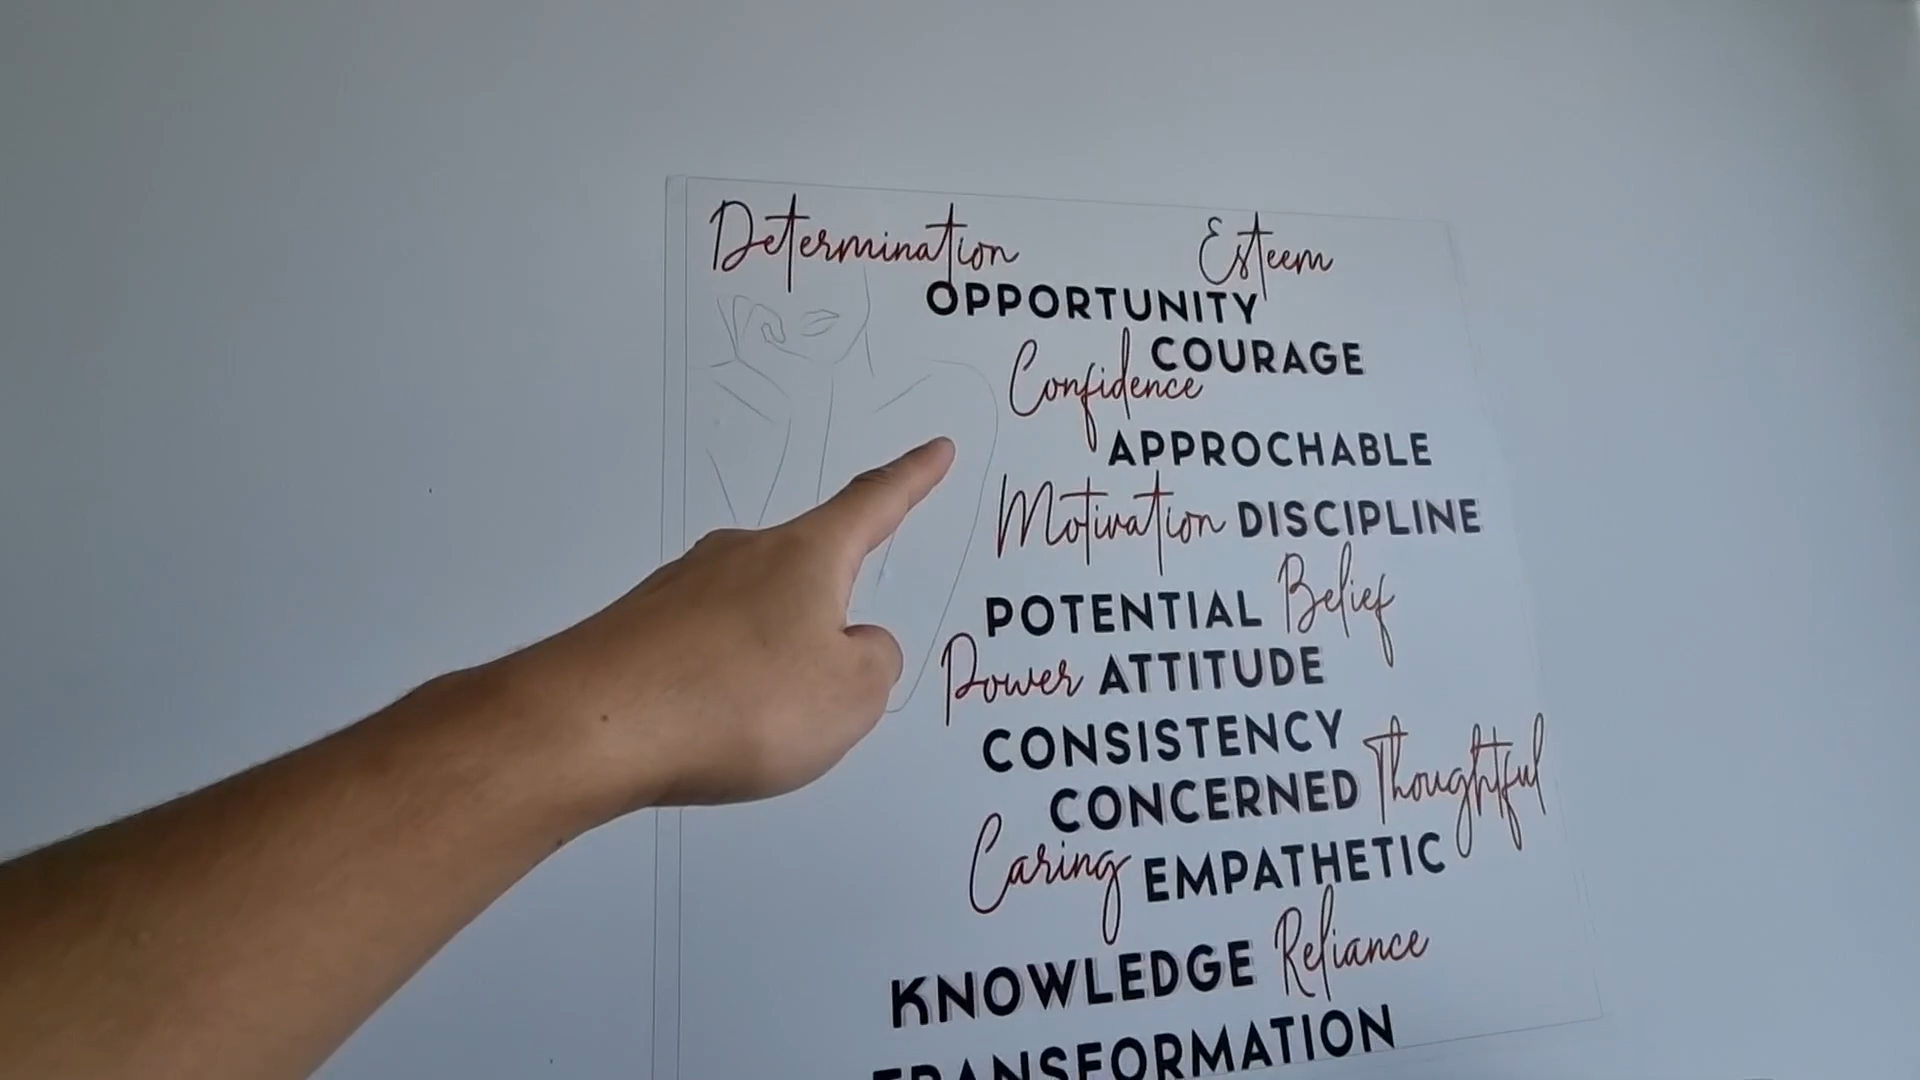 Determination Esteem
OPPORTUNITY
COURAGE
Confidence
APPROCHABLE
Motivation DISCIPLINE
POTENTIAL Belief
Power ATTITUDE
CONSISTENCY
CONCERNED Thoughtful
Caring EMPATHETIC
KNOWLEDGE Reliance
TRANSFORMATION